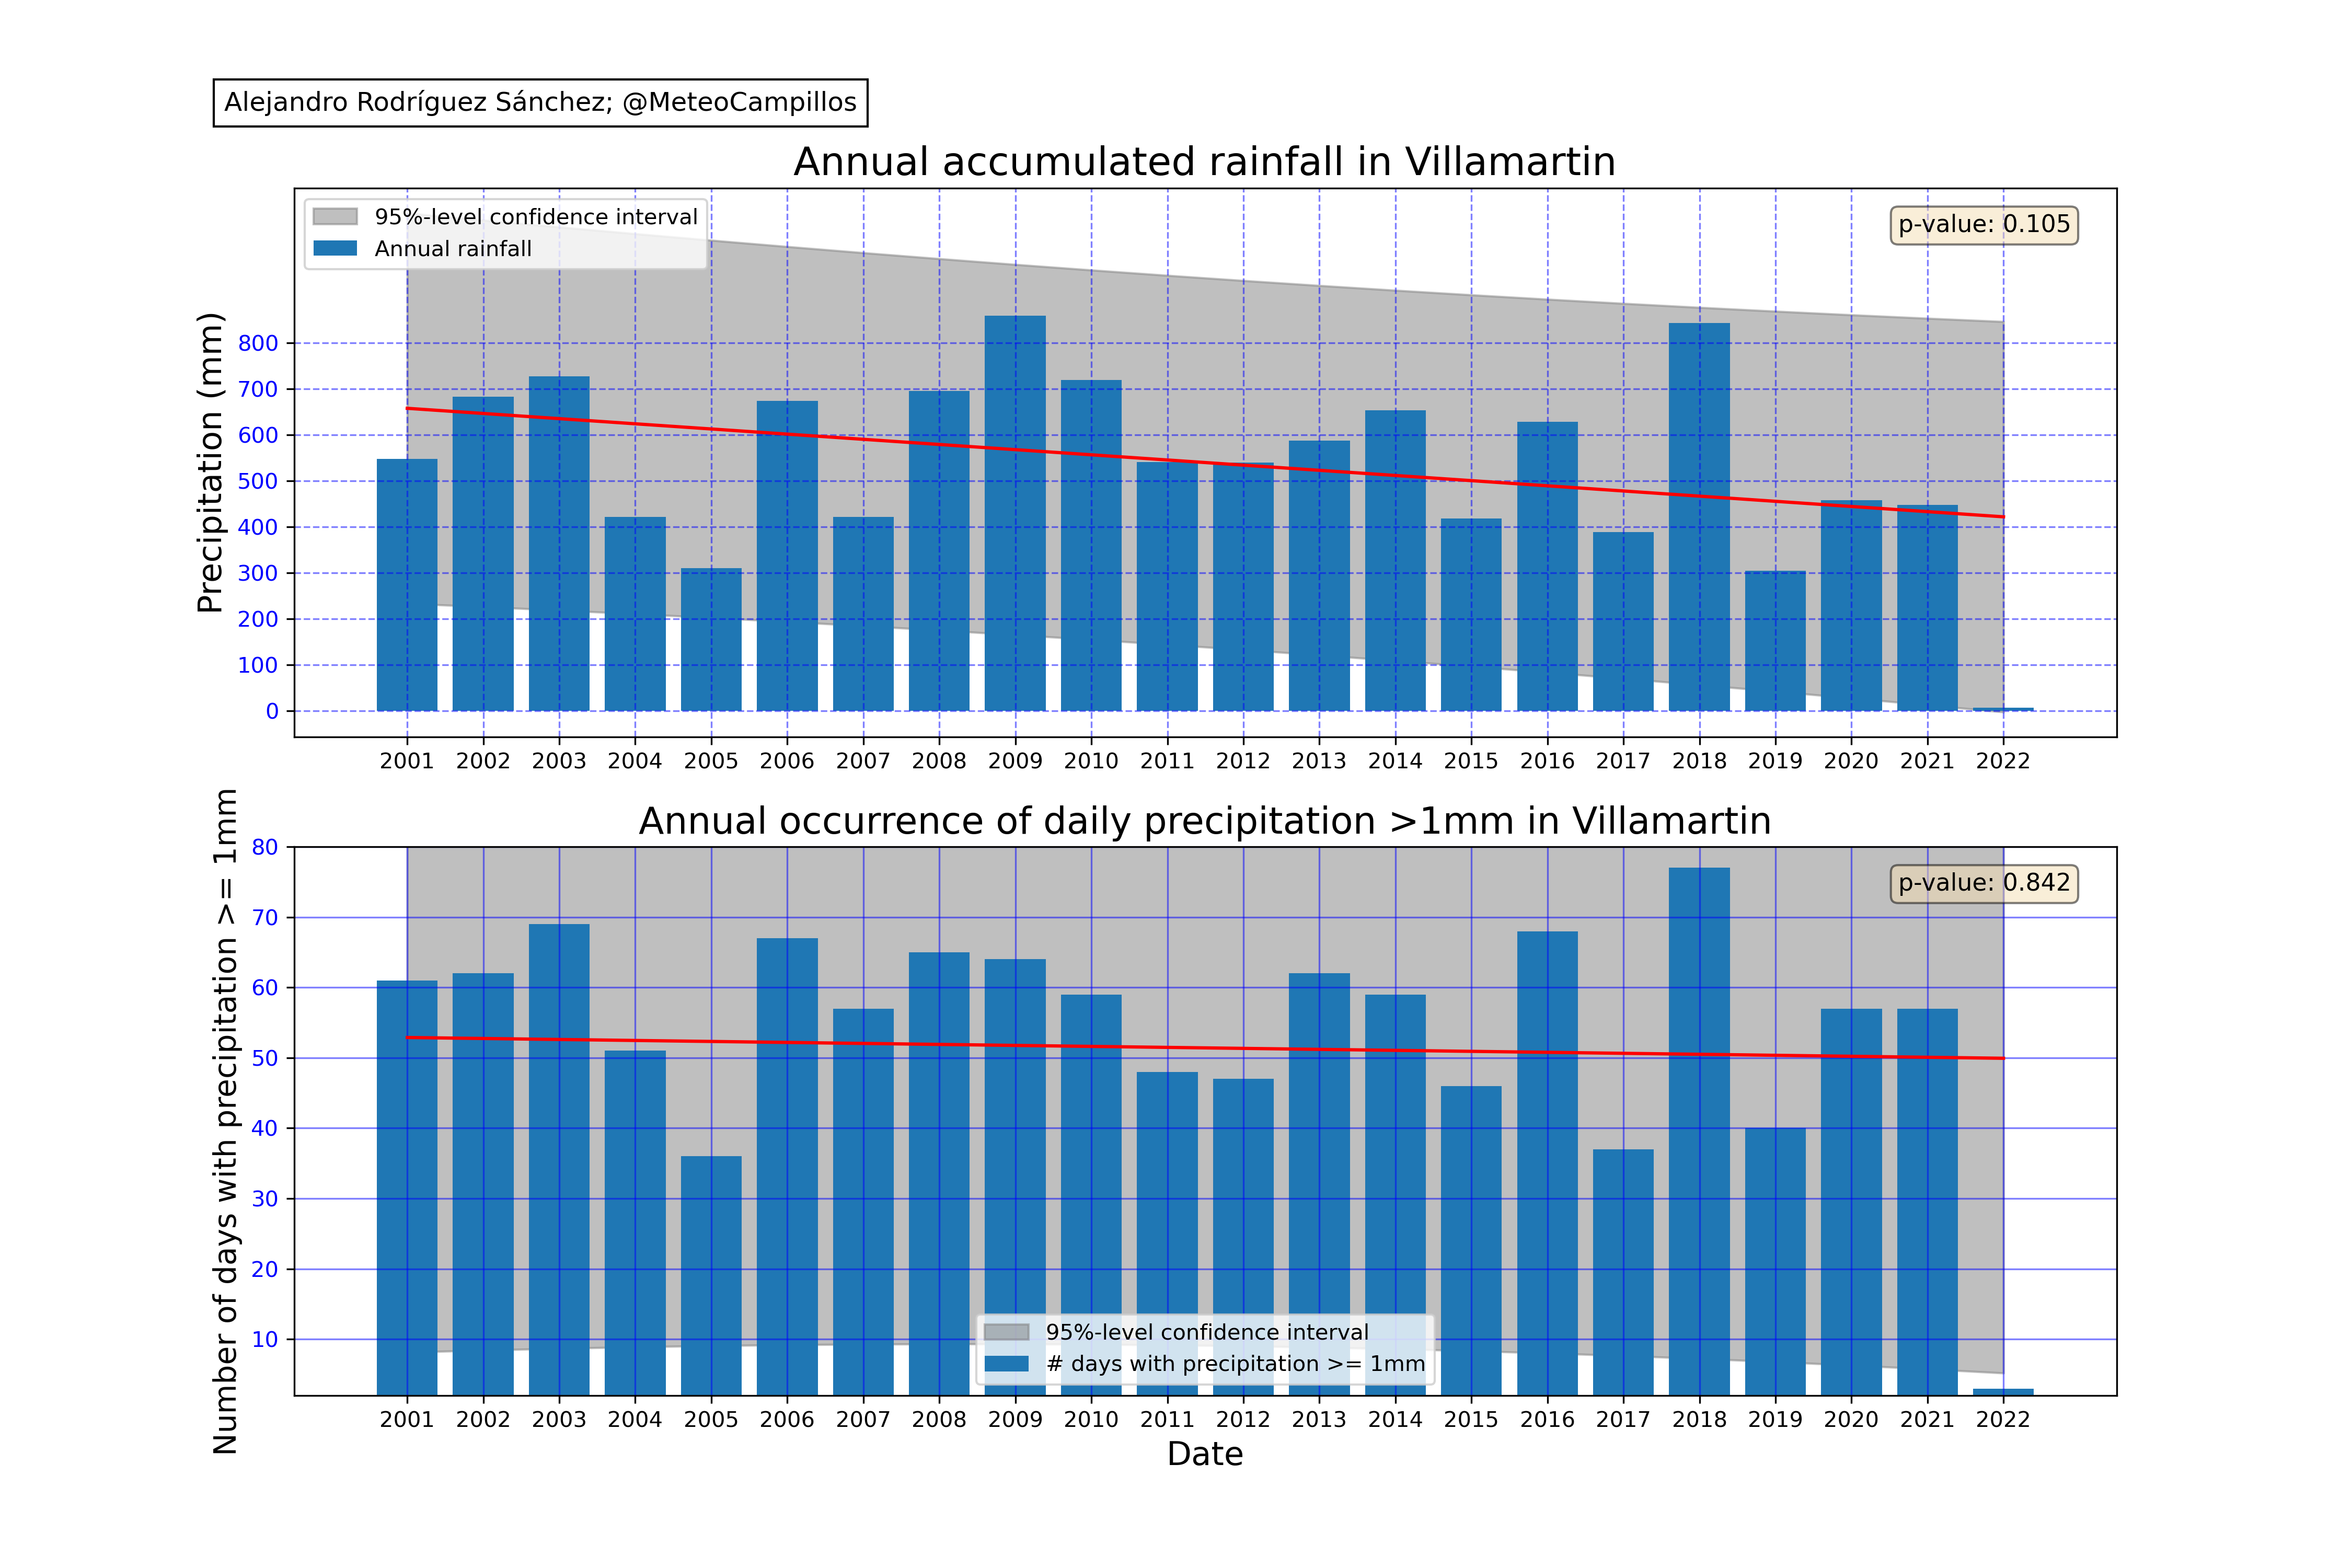 Alejandro Rodríguez Sánchez; @MeteoCampillos
Annual accumulated rainfall in Villamartin
95%-level confidence interval
Annual rainfall
p-value: 0.105
Precipitation (mm)
800
700
600
500
400
300
200
100
0
2001 2002 2003 2004 2005 2006 2007 2008 2009 2010 2011 2012 2013 2014 2015 2016 2017 2018 2019 2020 2021 2022
Annual occurrence of daily precipitation >1mm in Villamartin
p-value: 0.842
Number of days with precipitation >= 1mm
80
70
60
50
40
30
20
10
95%-level confidence interval
# days with precipitation >= 1mm
2001 2002 2003 2004 2005 2006 2007 2008 2009 2010 2011 2012 2013 2014 2015 2016 2017 2018 2019 2020 2021 2022
Date